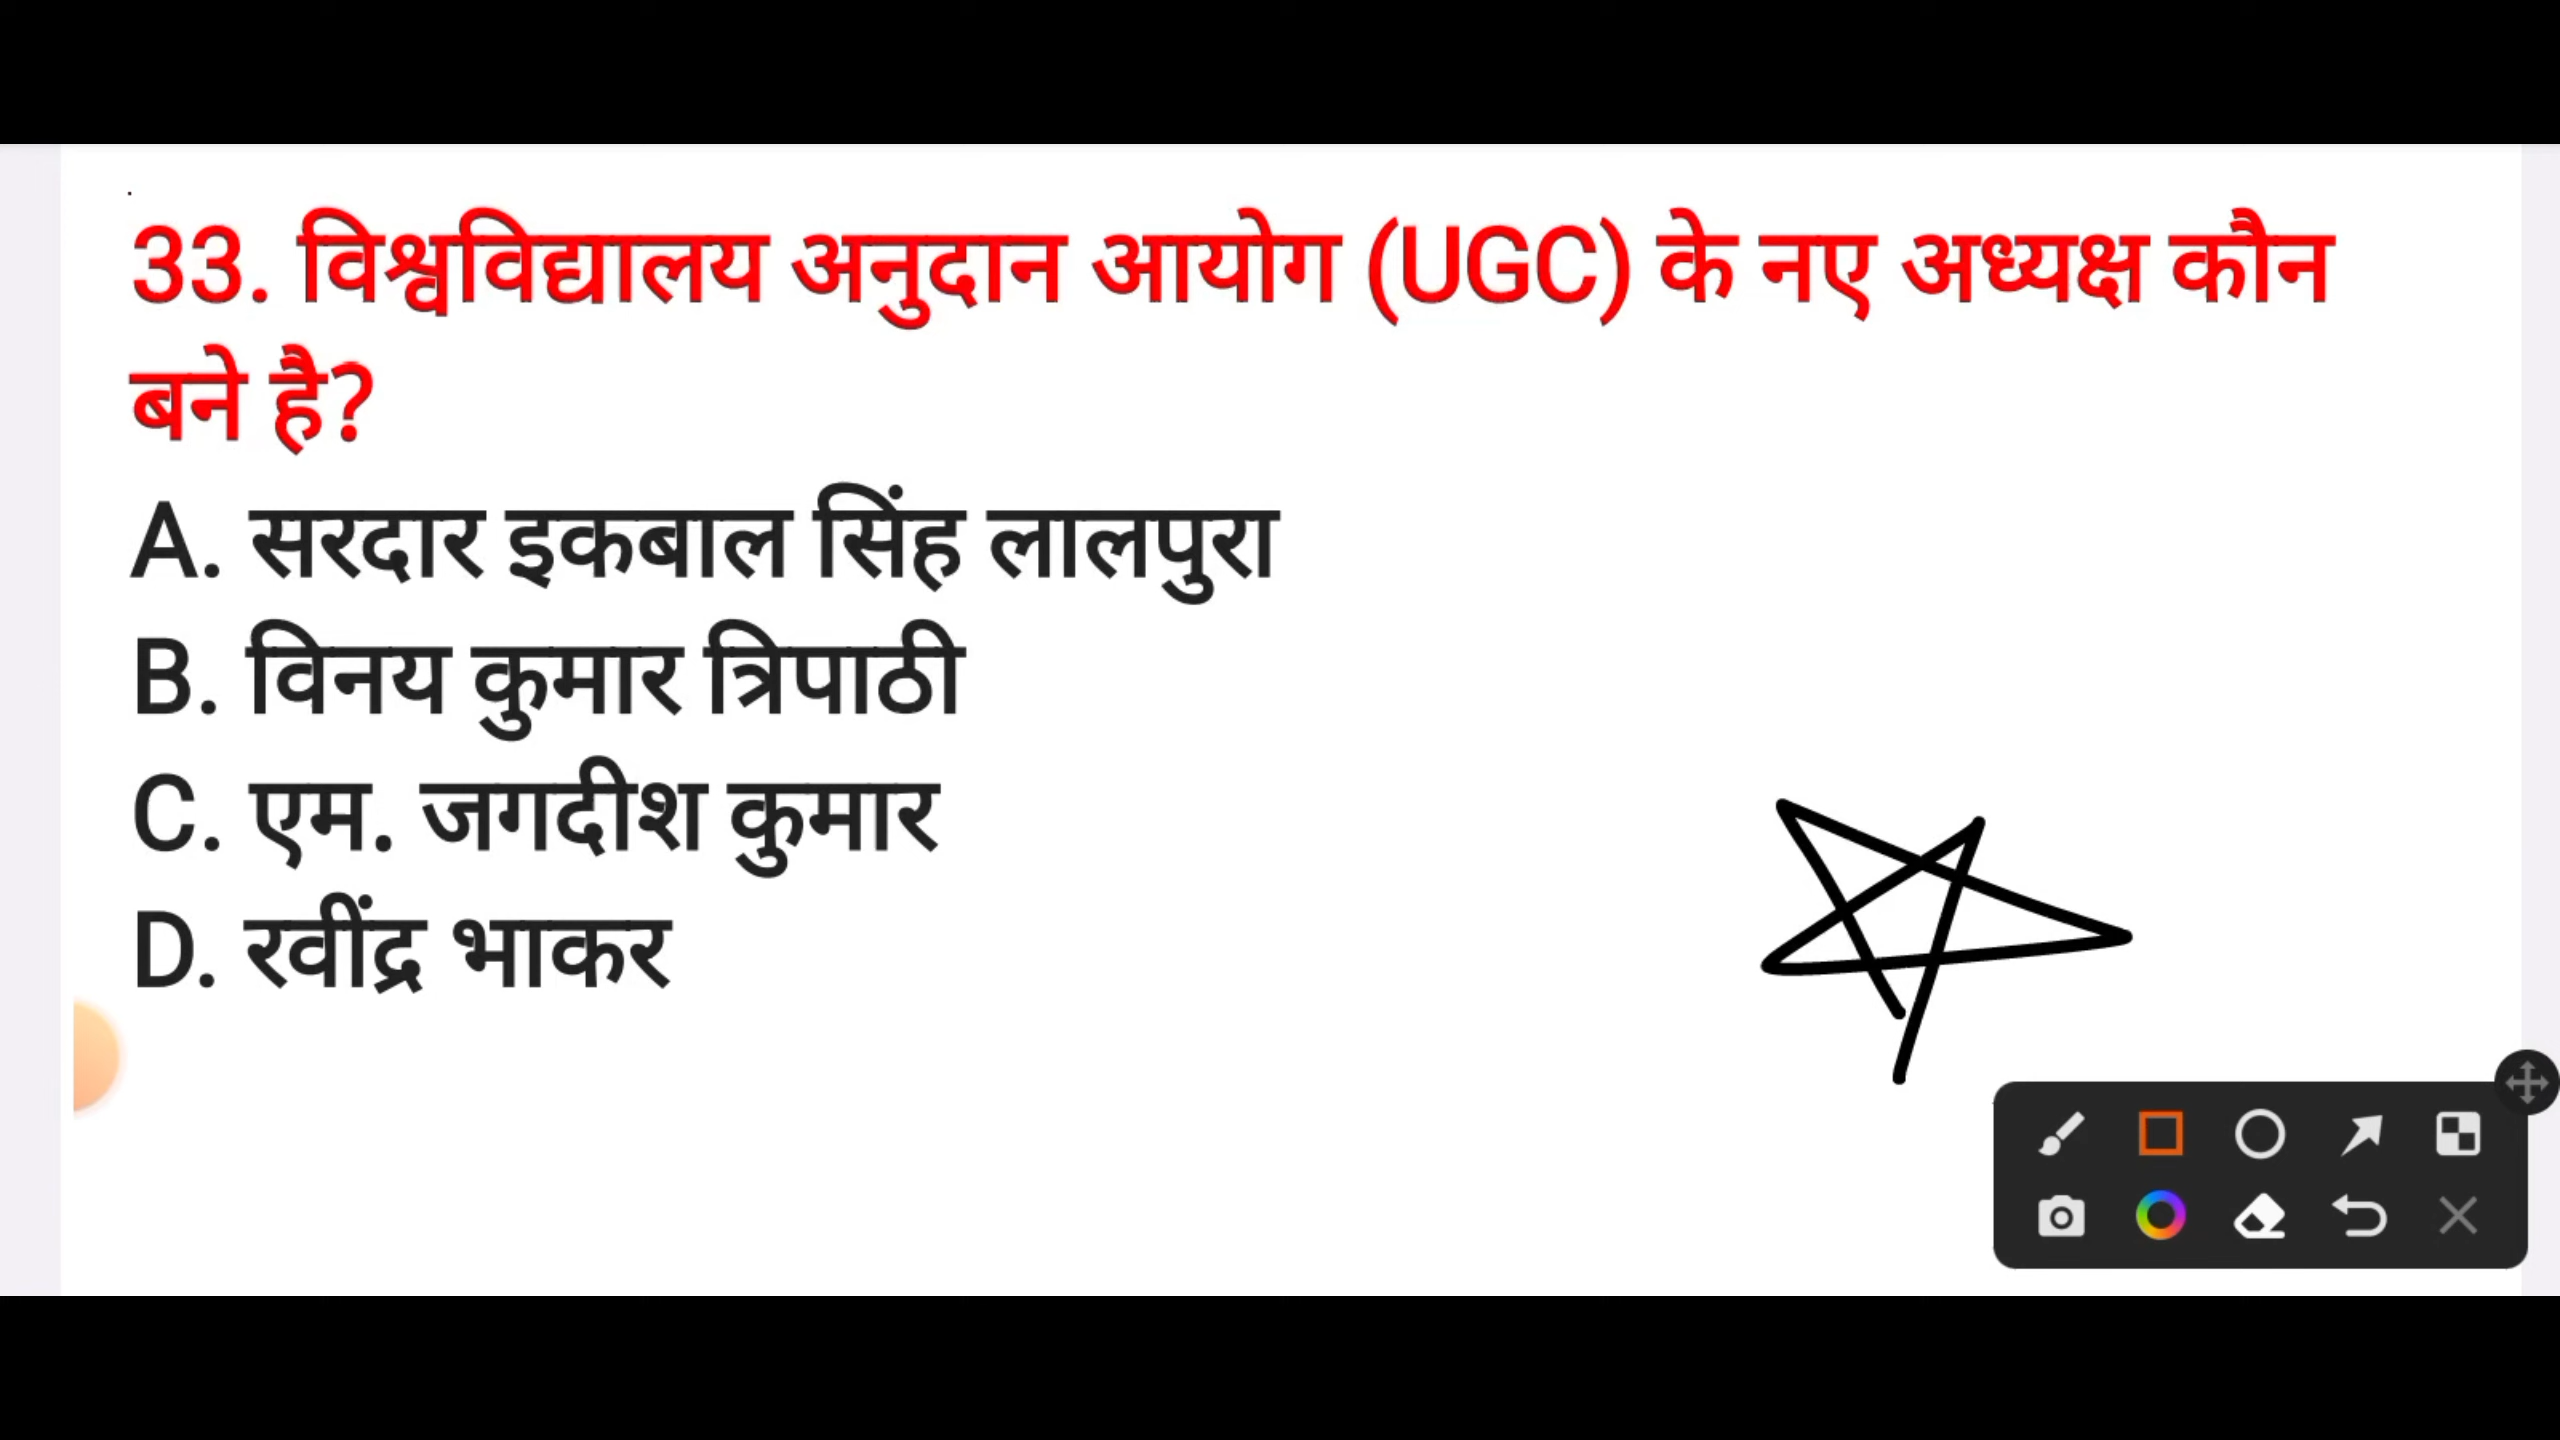 33. विश्वविद्यालय अनुदान आयोग (UGC) के नए अध्यक्ष कौन
बने है?
A. सरदार इकबाल सिंह लालपुरा
B. विनय कुमार त्रिपाठी
C. एम. जगदीश कुमार
D. रवींद्र भाकर